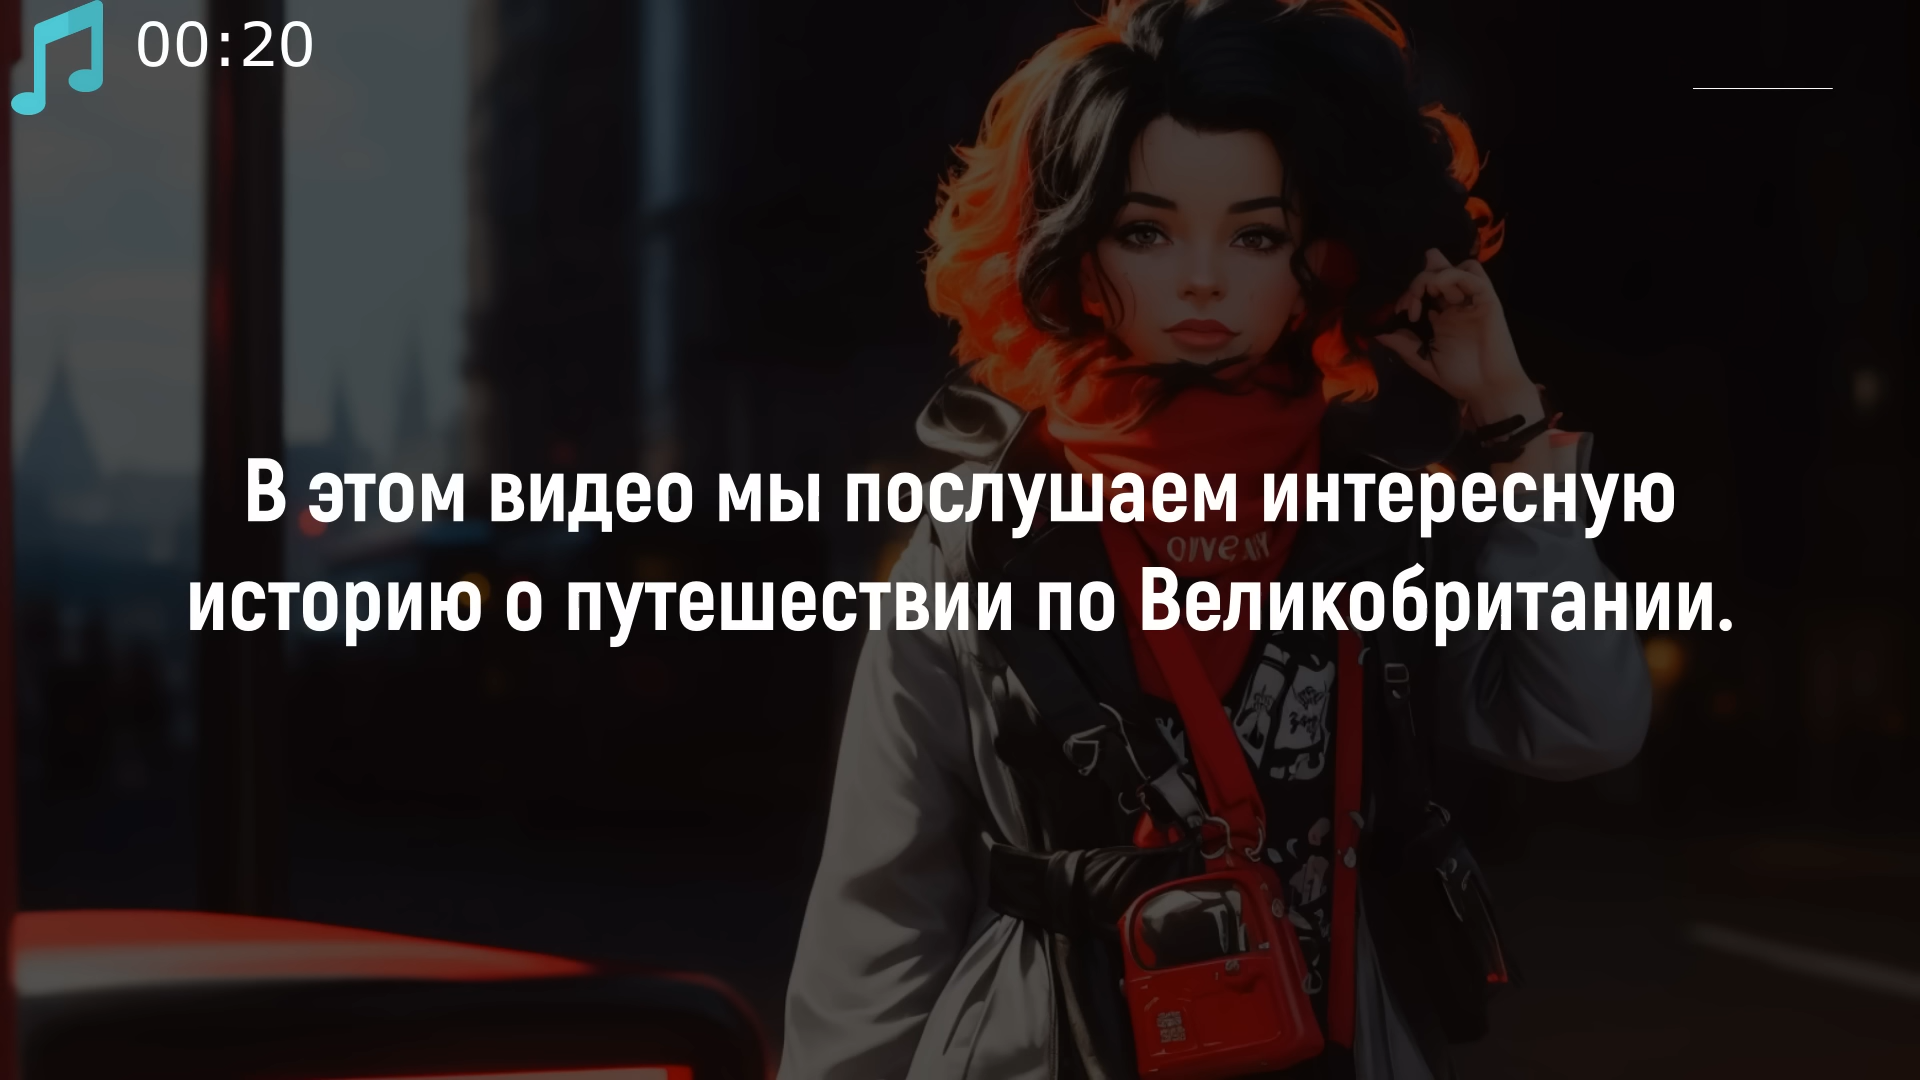 00:20
В этом видео мы послушаем интересную
историю о путешествии по Великобритании.